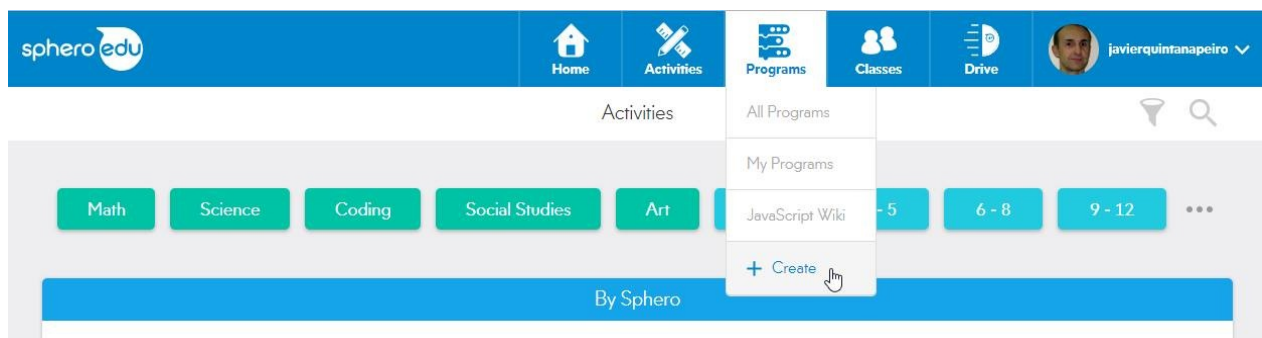 sphero edu
Home
Activities
Programs
Classes
Drive
javierquintanapeiro
Activities
All Programs
My Programs
JavaScript Wiki
+ Create
Math
Science
Coding
Social Studies
Art
- 5
6 - 8
9 - 12
By Sphero